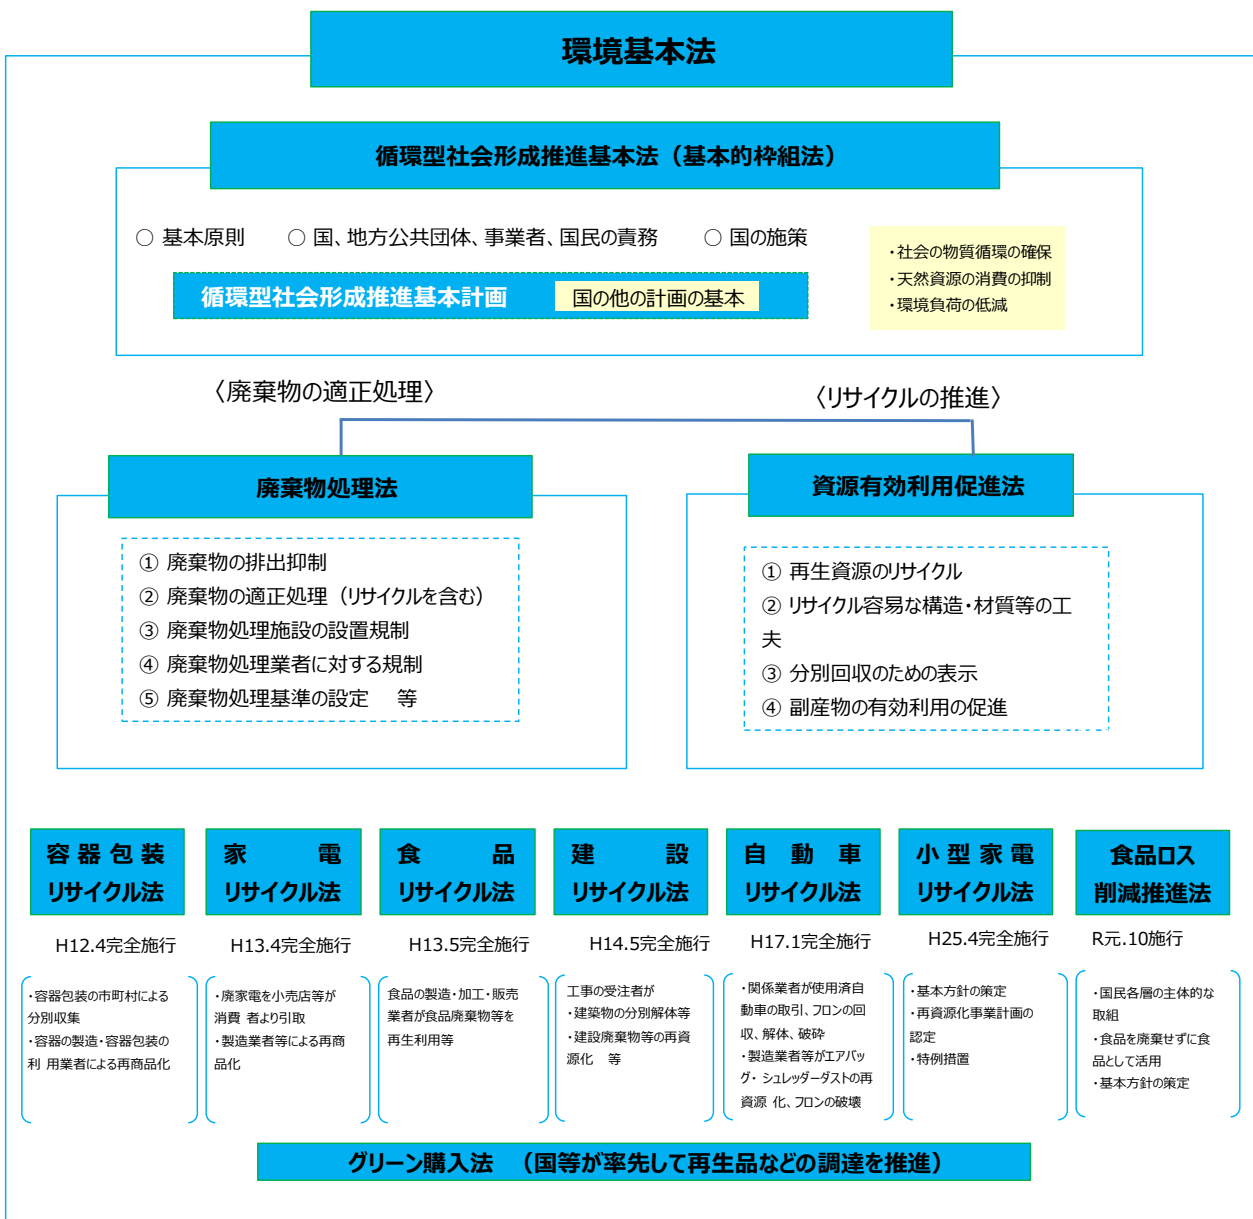 環境基本法
循環型社会形成推進基本法（基本的枠組法）
○ 基本原則　○ 国、地方公共団体、事業者、国民の責務　○ 国の施策
循環型社会形成推進基本計画　国の他の計画の基本
・社会の物質循環の確保
・天然資源の消費の抑制
・環境負荷の低減
〈廃棄物の適正処理〉
〈リサイクルの推進〉
廃棄物処理法
① 廃棄物の排出抑制
② 廃棄物の適正処理（リサイクルを含む）
③ 廃棄物処理施設の設置規制
④ 廃棄物処理業者に対する規制
⑤ 廃棄物処理基準の設定　等
資源有効利用促進法
① 再生資源のリサイクル
② リサイクル容易な構造・材質等の工
夫
③ 分別回収のための表示
④ 副産物の有効利用の促進
容器包装
リサイクル法
H12.4完全施行
・容器包装の市町村による
分別収集
・容器の製造・容器包装の
利 用業者による再商品化
家　電
リサイクル法
H13.4完全施行
・廃家電を小売店等が
消費 者より引取
・製造業者等による再商
品化
食　品
リサイクル法
H13.5完全施行
食品の製造・加工・販売
業者が食品廃棄物等を
再生利用等
建　設
リサイクル法
H14.5完全施行
工事の受注者が
・建築物の分別解体等
・建設廃棄物等の再資
源化　等
自動車
リサイクル法
H17.1完全施行
・関係業者が使用済自
動車の取引、フロンの回
収、解体、破砕
・製造業者等がエアバッ
グ・シュレッダーダストの再
資源 化、フロンの破壊
小型家電
リサイクル法
H25.4完全施行
・基本方針の策定
・再資源化事業計画の
認定
・特例措置
食品ロス
削減推進法
R元.10施行
・国民各層の主体的な
取組
・食品を廃棄せずに食
品として活用
・基本方針の策定
グリーン購入法　（国等が率先して再生品などの調達を推進）